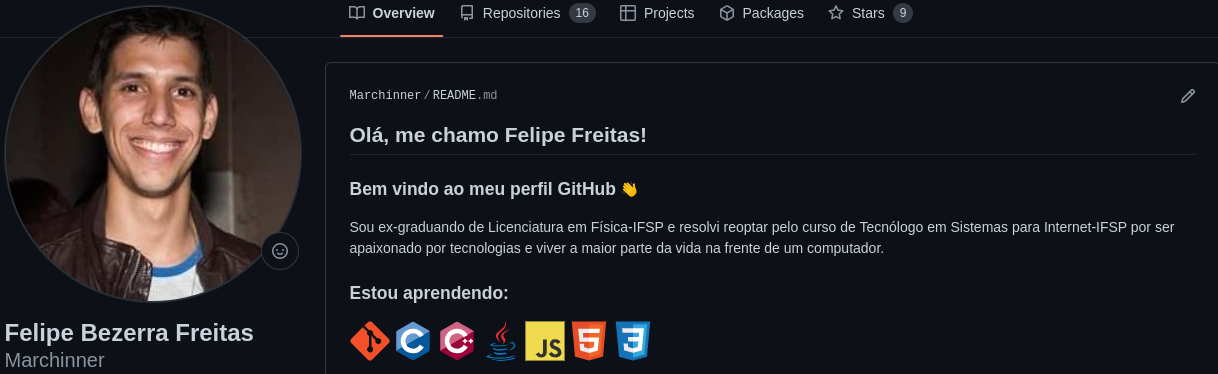 Overview Repositories 16 Projects Packages Stars 9
Marchinner/README.md
Olá, me chamo Felipe Freitas!
Bem vindo ao meu perfil GitHub 👋
Sou ex-graduando de Licenciatura em Física-IFSP e resolvi reoptar pelo curso de Tecnólogo em Sistemas para Internet-IFSP por ser
apaixonado por tecnologias e viver a maior parte da vida na frente de um computador.
Estou aprendendo:
C C++ JS 5 3
Felipe Bezerra Freitas
Marchinner